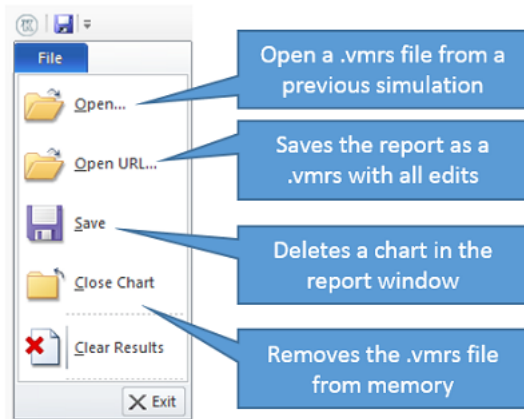 File
Open...
Open URL...
Save
Close Chart
Clear Results
Exit
Open a .vmrs file from a
previous simulation
Saves the report as a
.vmrs with all edits
Deletes a chart in the
report window
Removes the .vmrs file
from memory